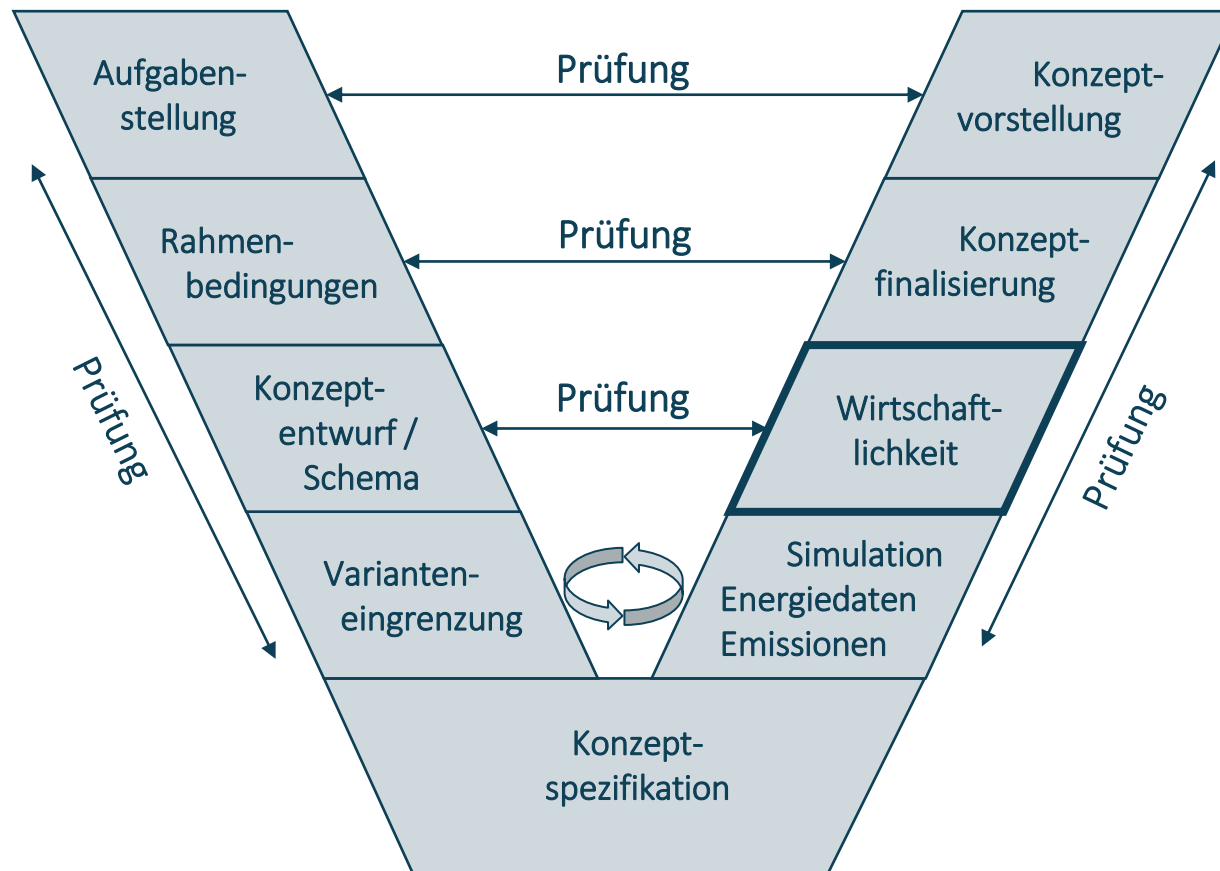 Aufgaben-
stellung
Prüfung
Konzept-
vorstellung
Rahmen-
bedingungen
Prüfung
Konzept-
finalisierung
Prüfung
Konzept-
entwurf /
Schema
Prüfung
Wirtschaft-
lichkeit
Prüfung
Varianten-
eingrenzung
Simulation
Energiedaten
Emissionen
Konzept-
spezifikation